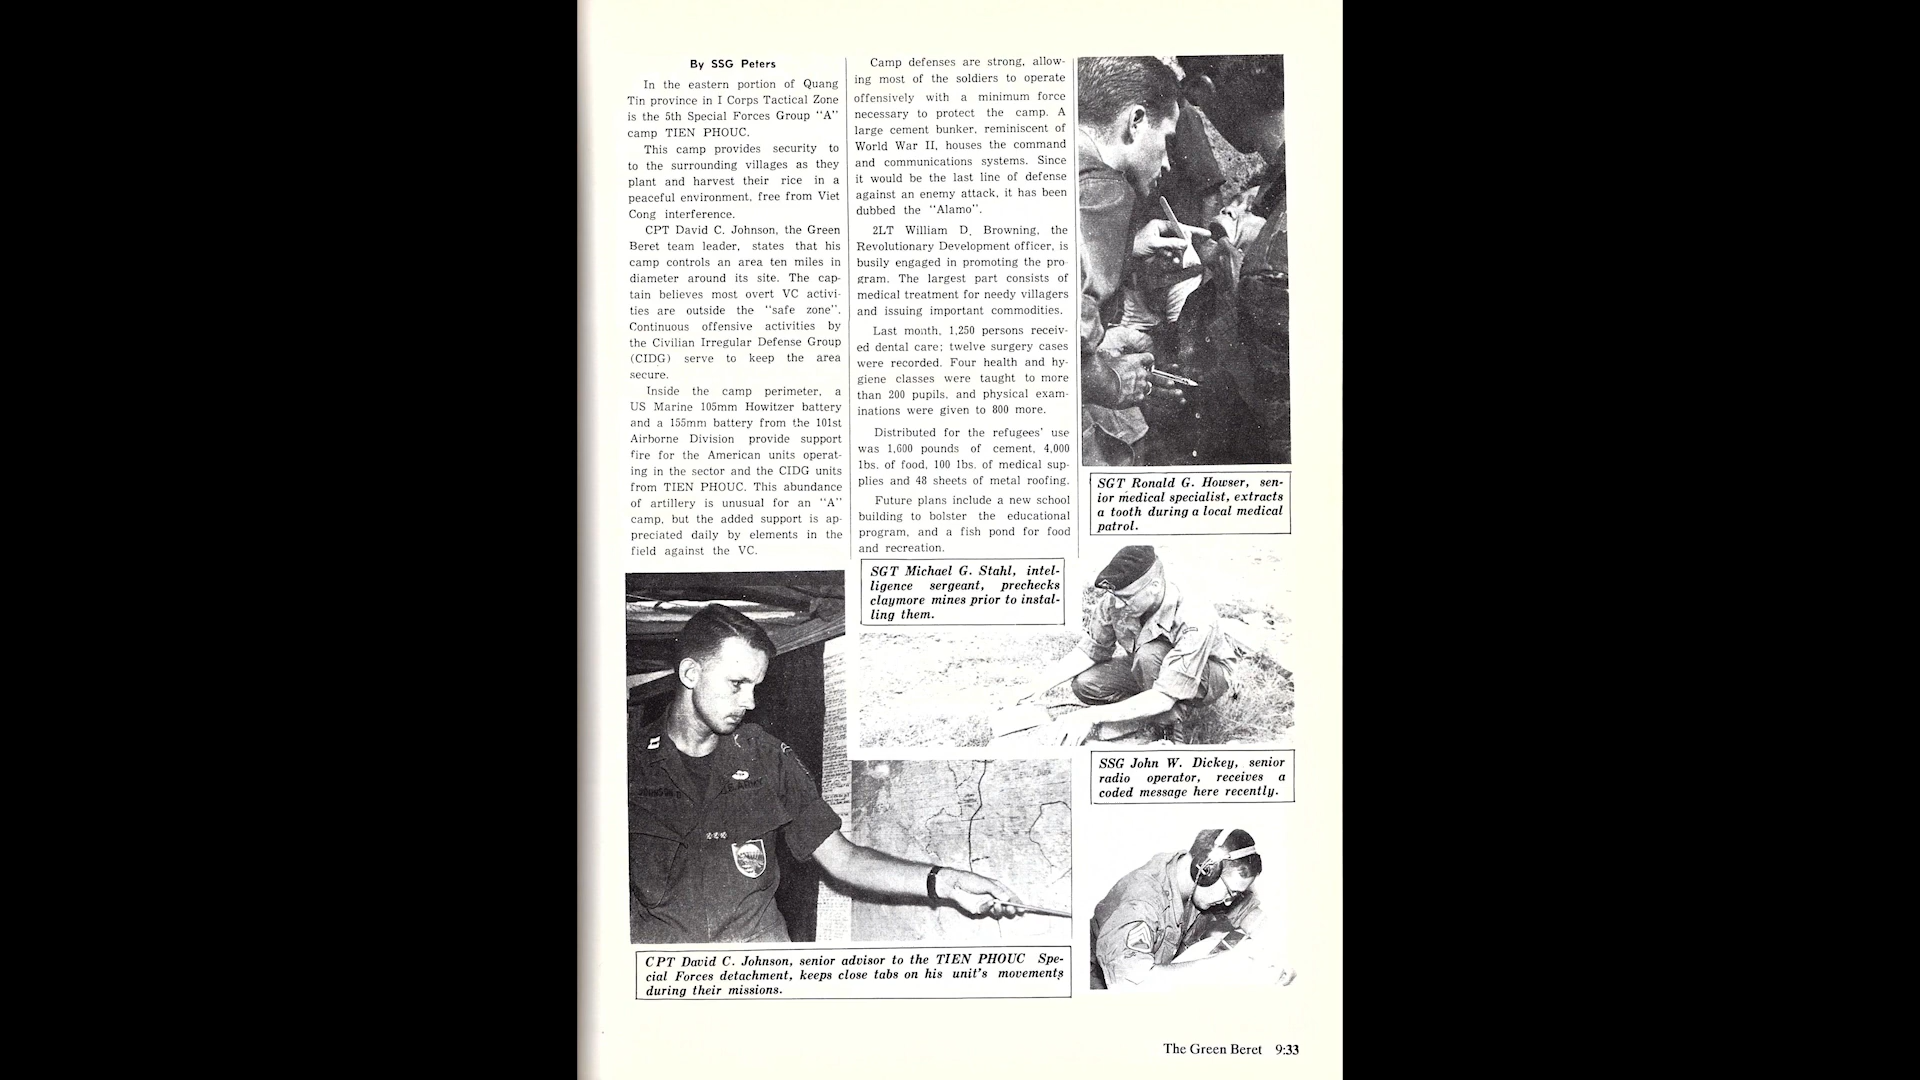 By SSG Peters
In the eastern portion of Quang
Tin province in I Corps Tactical Zone
is the 5th Special Forces Group "A"
camp TIEN PHOUC.
This camp provides security to
to the surrounding villages as they
plant and harvest their rice in a
peaceful environment, free from Viet
Cong interference.
CPT David C. Johnson, the Green
Beret team leader, states that his
camp controls an area ten miles in
diameter around its site. The cap-
tain believes most overt VC activi-
ties are outside the "safe zone".
Continuous offensive activities by
the Civilian Irregular Defense Group
(CIDG) serve to keep the area
secure.
Inside the camp perimeter, a
US Marine 105mm Howitzer battery
and a 155mm battery from the 101st
Airborne Division provide support
fire for the American units operat-
ing in the sector and the CIDG units
from TIEN PHOUC. This abundance
of artillery is unusual for an "A"
camp, but the added support is ap-
preciated daily by elements in the
field against the VC.
Camp defenses are strong, allow-
ing most of the soldiers to operate
offensively with a minimum force
necessary to protect the camp. A
large cement bunker, reminiscent of
World War II, houses the command
and communications systems. Since
it would be the last line of defense
against an enemy attack, it has been
dubbed the "Alamo".
2LT William D. Browning, the
Revolutionary Development officer, is
busily engaged in promoting the pro-
gram. The largest part consists of
medical treatment for needy villagers
and issuing important commodities.
Last month, 1,250 persons receiv-
ed dental care; twelve surgery cases
were recorded. Four health and hy-
giene classes were taught to more
than 200 pupils, and physical exam-
inations were given to 800 more.
Distributed for the refugees' use
was 1,600 pounds of cement, 4,000
lbs. of food, 100 lbs. of medical sup-
plies and 48 sheets of metal roofing.
Future plans include a new school
building to bolster the educational
program, and a fish pond for food
and recreation.
SGT Ronald G. Howser, sen-
ior medical specialist, extracts
a tooth during a local medical
patrol.
SGT Michael G. Stahl, intel-
ligence sergeant, prechecks
claymore mines prior to instal-
ling them.
SSG John W. Dickey, senior
radio operator, receives a
coded message here recently.
CPT David C. Johnson, senior advisor to the TIEN PHOUC Spe-
cial Forces detachment, keeps close tabs on his unit's movements
during their missions.
The Green Beret 9:33